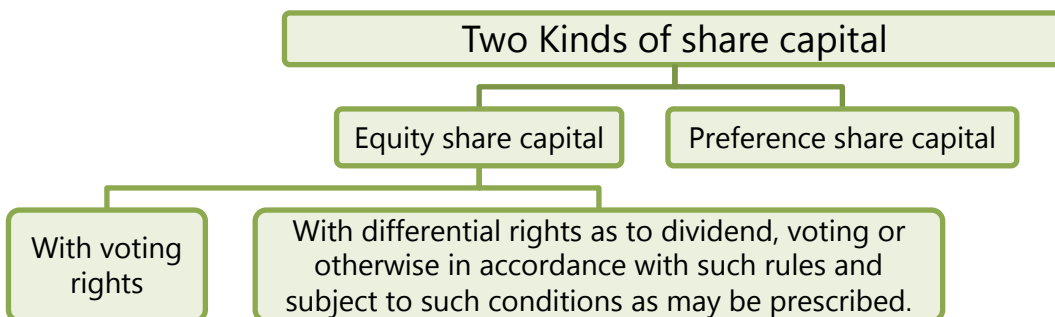 Two Kinds of share capital
Equity share capital
Preference share capital
With voting
rights
With differential rights as to dividend, voting or
otherwise in accordance with such rules and
subject to such conditions as may be prescribed.